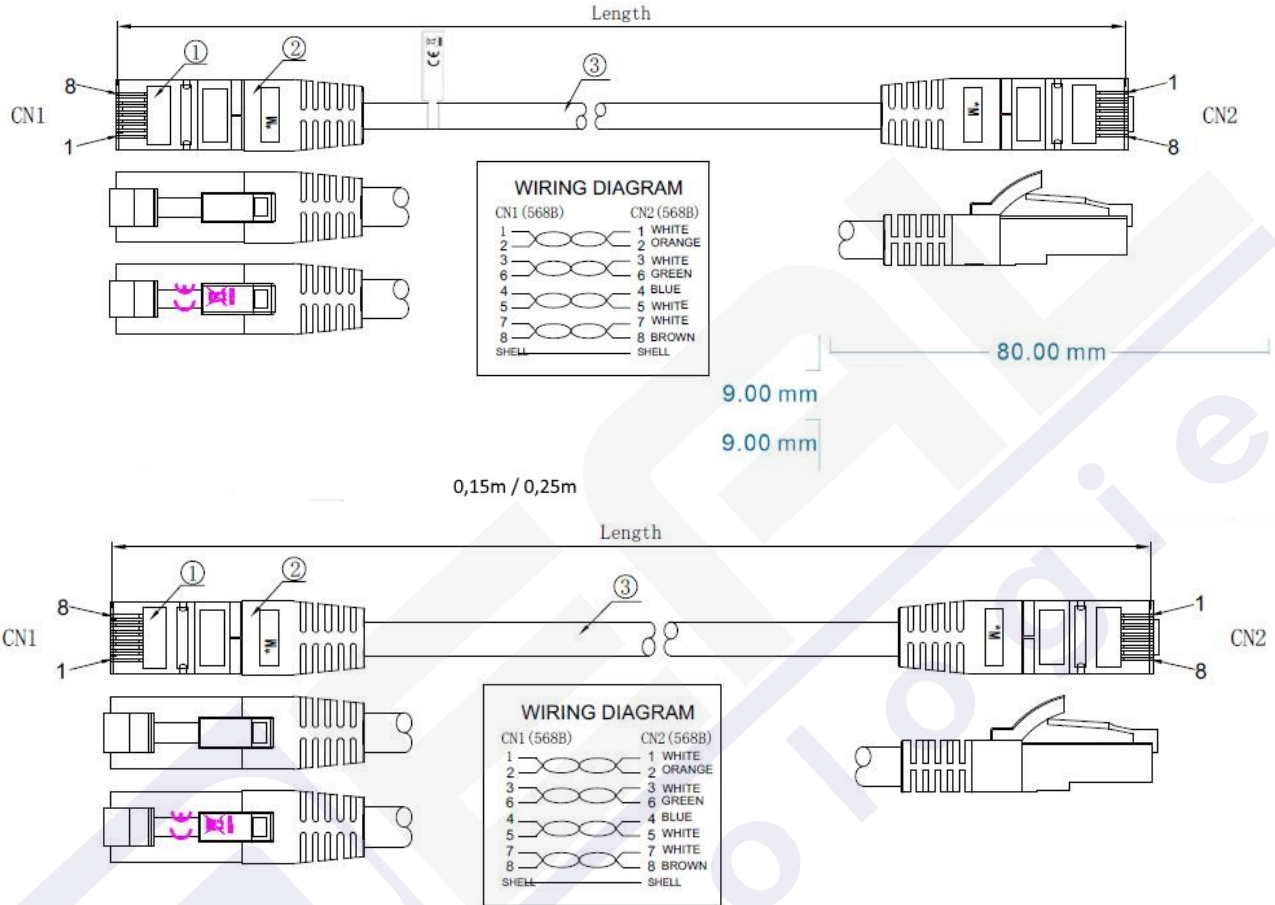 Length
① ② ③
CE
8
CN1
1
*M
*M
1
CN2
8
WIRING DIAGRAM
CN1(568B) CN2(568B)
1 1 WHITE
2 2 ORANGE
3 3 WHITE
6 6 GREEN
4 4 BLUE
5 5 WHITE
7 7 WHITE
8 8 BROWN
SHELL SHELL
CE
80.00 mm
9.00 mm
9.00 mm
0,15m / 0,25m
Length
① ② ③
8
CN1
1
*M
*M
1
CN2
8
WIRING DIAGRAM
CN1(568B) CN2(568B)
1 1 WHITE
2 2 ORANGE
3 3 WHITE
6 6 GREEN
4 4 BLUE
5 5 WHITE
7 7 WHITE
8 8 BROWN
SHELL SHELL
CE